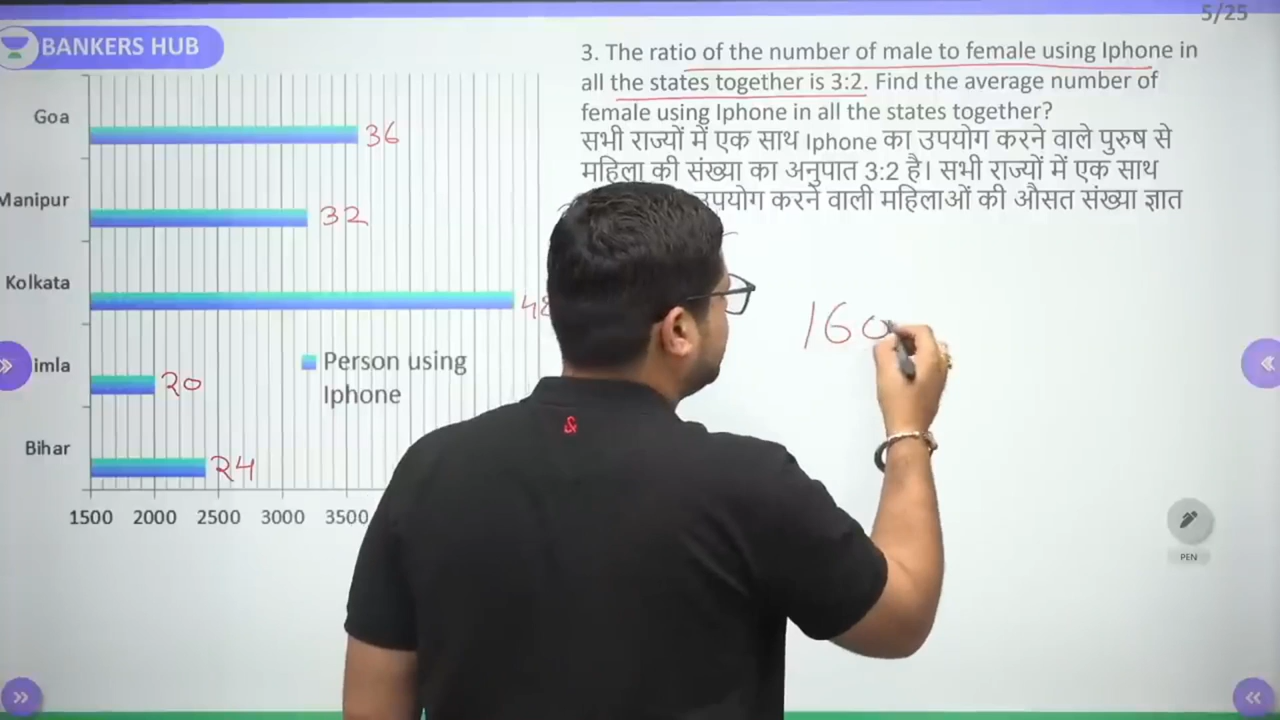 5/25
BANKERS HUB
3. The ratio of the number of male to female using Iphone in
all the states together is 3:2. Find the average number of
female using Iphone in all the states together?
सभी राज्यों में एक साथ Iphone का उपयोग करने वाले पुरुष से
महिला की संख्या का अनुपात 3:2 है। सभी राज्यों में एक साथ
उपयोग करने वाली महिलाओं की औसत संख्या ज्ञात
Goa
36
Manipur
32
Kolkata
48
imla
20
Bihar
24
Person using
Iphone
1500 2000 2500 3000 3500
160
PEN